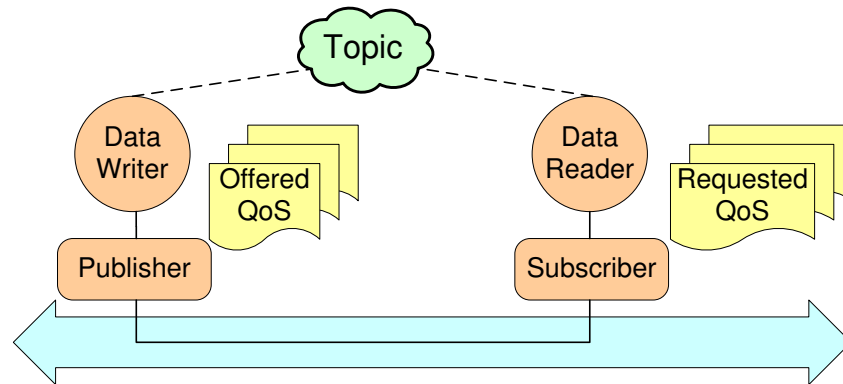 Topic
Data
Writer
Offered
QoS
Data
Reader
Requested
QoS
Publisher
Subscriber